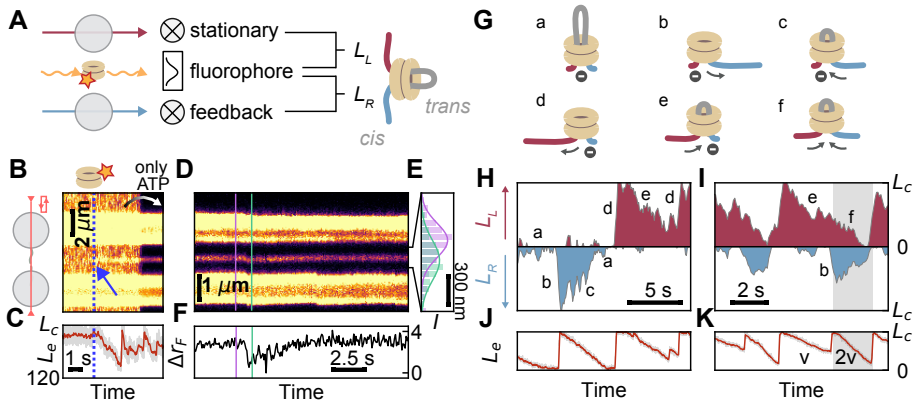 A
stationary
fluorophore
feedback
L_L
L_R
trans
cis
B
only
ATP
2 μm
C
L_C
L_e
120
1 s
Time
D
1 μm
E
300 nm
I
F
Δr_F
4
0
2.5 s
Time
G
a
b
c
d
e
f
H
L_L
L_R
a
b
c
a
d
e
d
5 s
I
e
f
b
2 s
L_C
0
L_C
J
L_e
Time
K
v
2v
L_C
0
Time